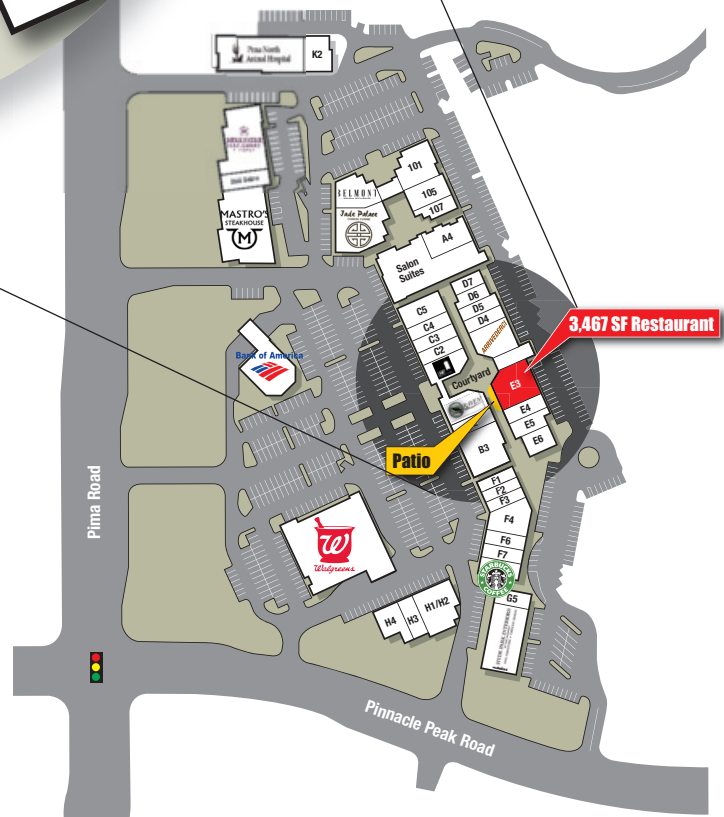 Pima North
Animal Hospital
K2
MASTRO'S
STEAKHOUSE
M
BELMONT
Jade Palace
101
105
107
A4
Salon
Suites
D7
D6
D5
D4
ARRIVEDERCI
C5
C4
C3
C2
3,467 SF Restaurant
Bank of America
Courtyard
E3
E4
E5
E6
Patio
B3
F1
F2
F3
F4
F6
F7
Pima Road
W
Walgreens
STARBUCKS
COFFEE
G5
H4
H3
H1/H2
Pinnacle Peak Road